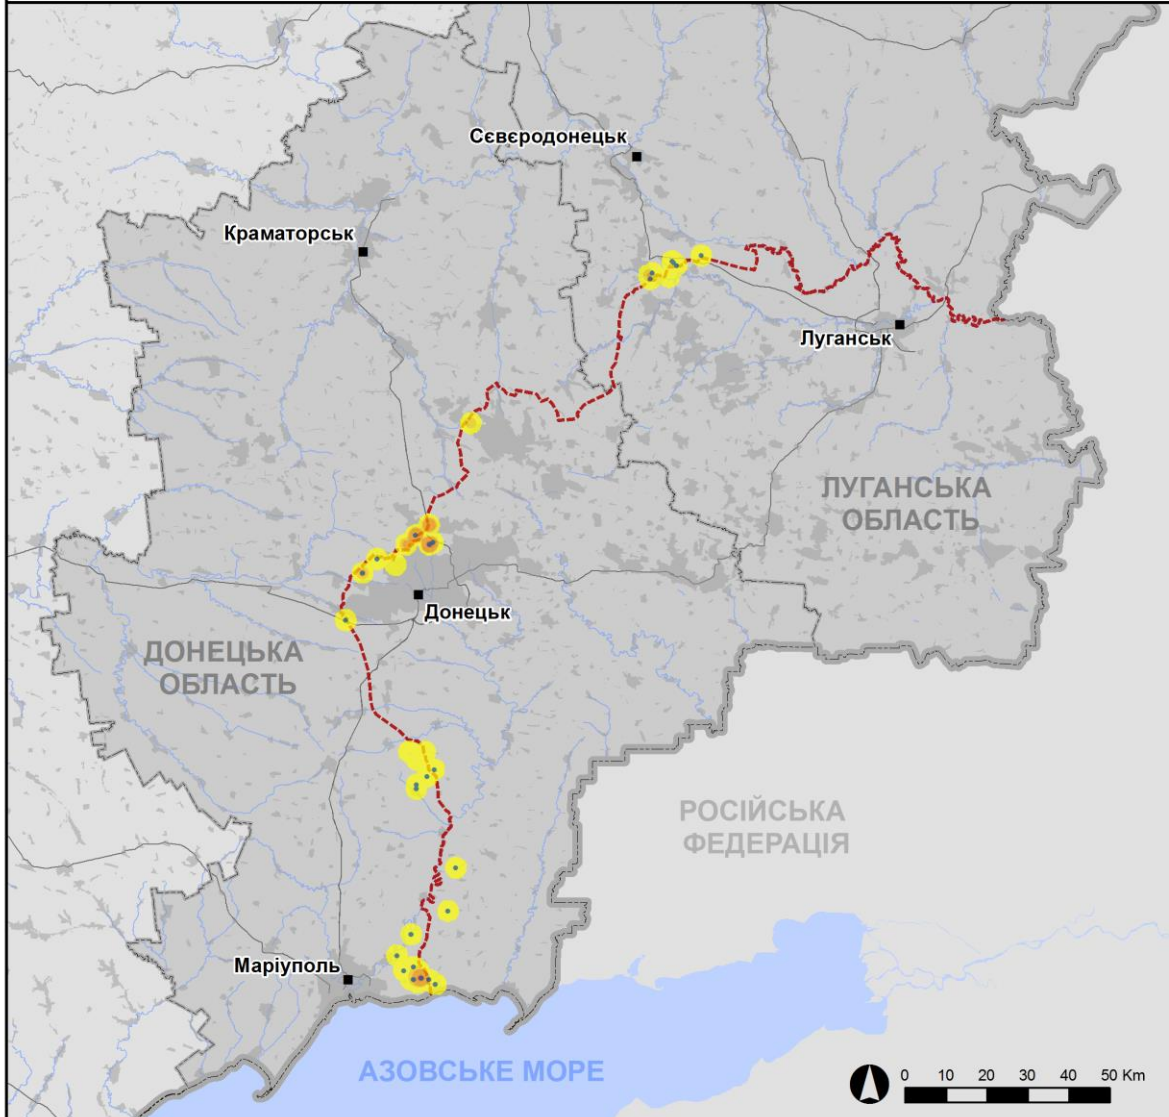 Сєвєродонецьк
Краматорськ
Луганськ
ЛУГАНСЬКА
ОБЛАСТЬ
Донецьк
ДОНЕЦЬКА
ОБЛАСТЬ
РОСІЙСЬКА
ФЕДЕРАЦІЯ
Маріуполь
АЗОВСЬКЕ МОРЕ
0 10 20 30 40 50 Km